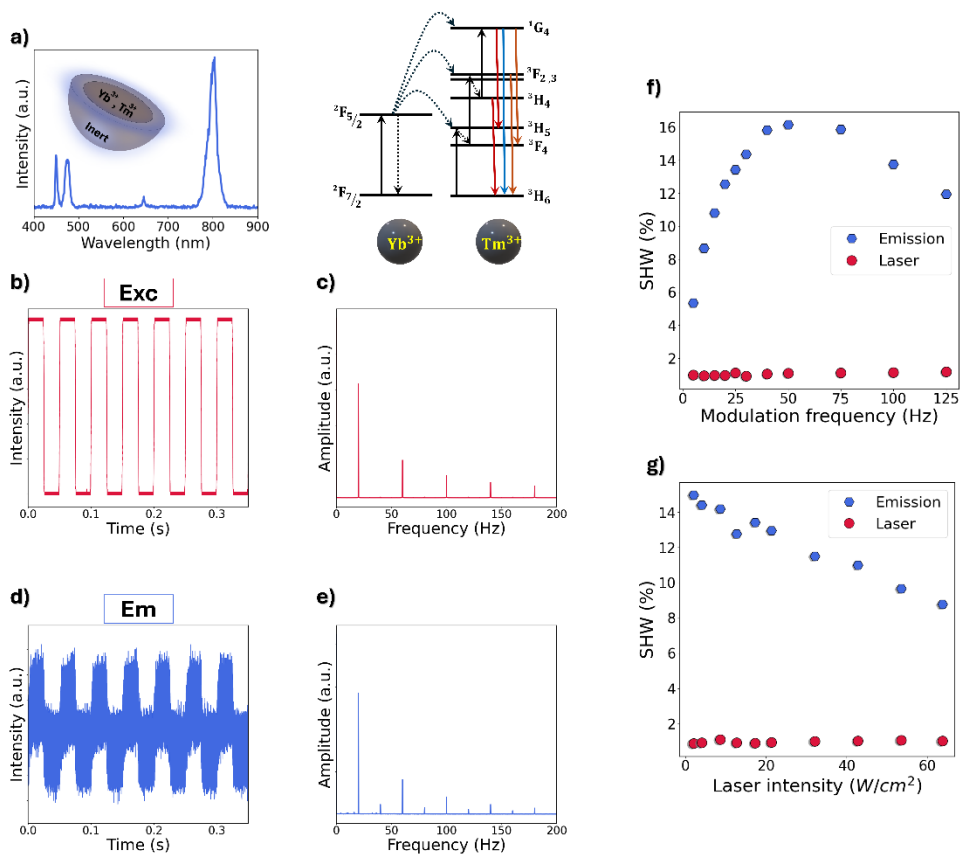 a)
Intensity (a.u.)
Yb³⁺, Tm³⁺
Inert
400 500 600 700 800 900
Wavelength (nm)
²F₅/₂
²F₇/₂
Yb³⁺
¹G₄
³F₂,₃
³H₄
³H₅
³F₄
³H₆
Tm³⁺
b)
Exc
Intensity (a.u.)
0.0 0.1 0.2 0.3
Time (s)
c)
Amplitude (a.u.)
0 50 100 150 200
Frequency (Hz)
d)
Em
Intensity (a.u.)
0.0 0.1 0.2 0.3
Time (s)
e)
Amplitude (a.u.)
0 50 100 150 200
Frequency (Hz)
f)
SHW (%)
16
14
12
10
8
6
4
2
Emission
Laser
0 25 50 75 100 125
Modulation frequency (Hz)
g)
SHW (%)
14
12
10
8
6
4
2
Emission
Laser
0 20 40 60
Laser intensity (W/cm²)